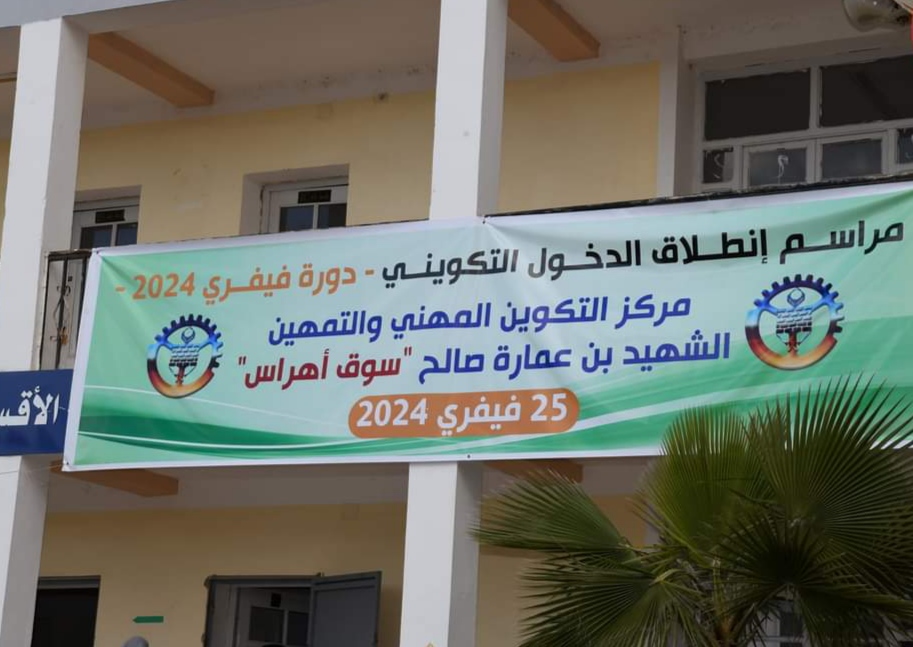 مراسم إنطلاق الدخول التكويني - دورة فيفري 2024 -
مركز التكوين المهني والتمهين
الشهيد بن عمارة صالح "سوق أهراس"
25 فيفري 2024
الأقس